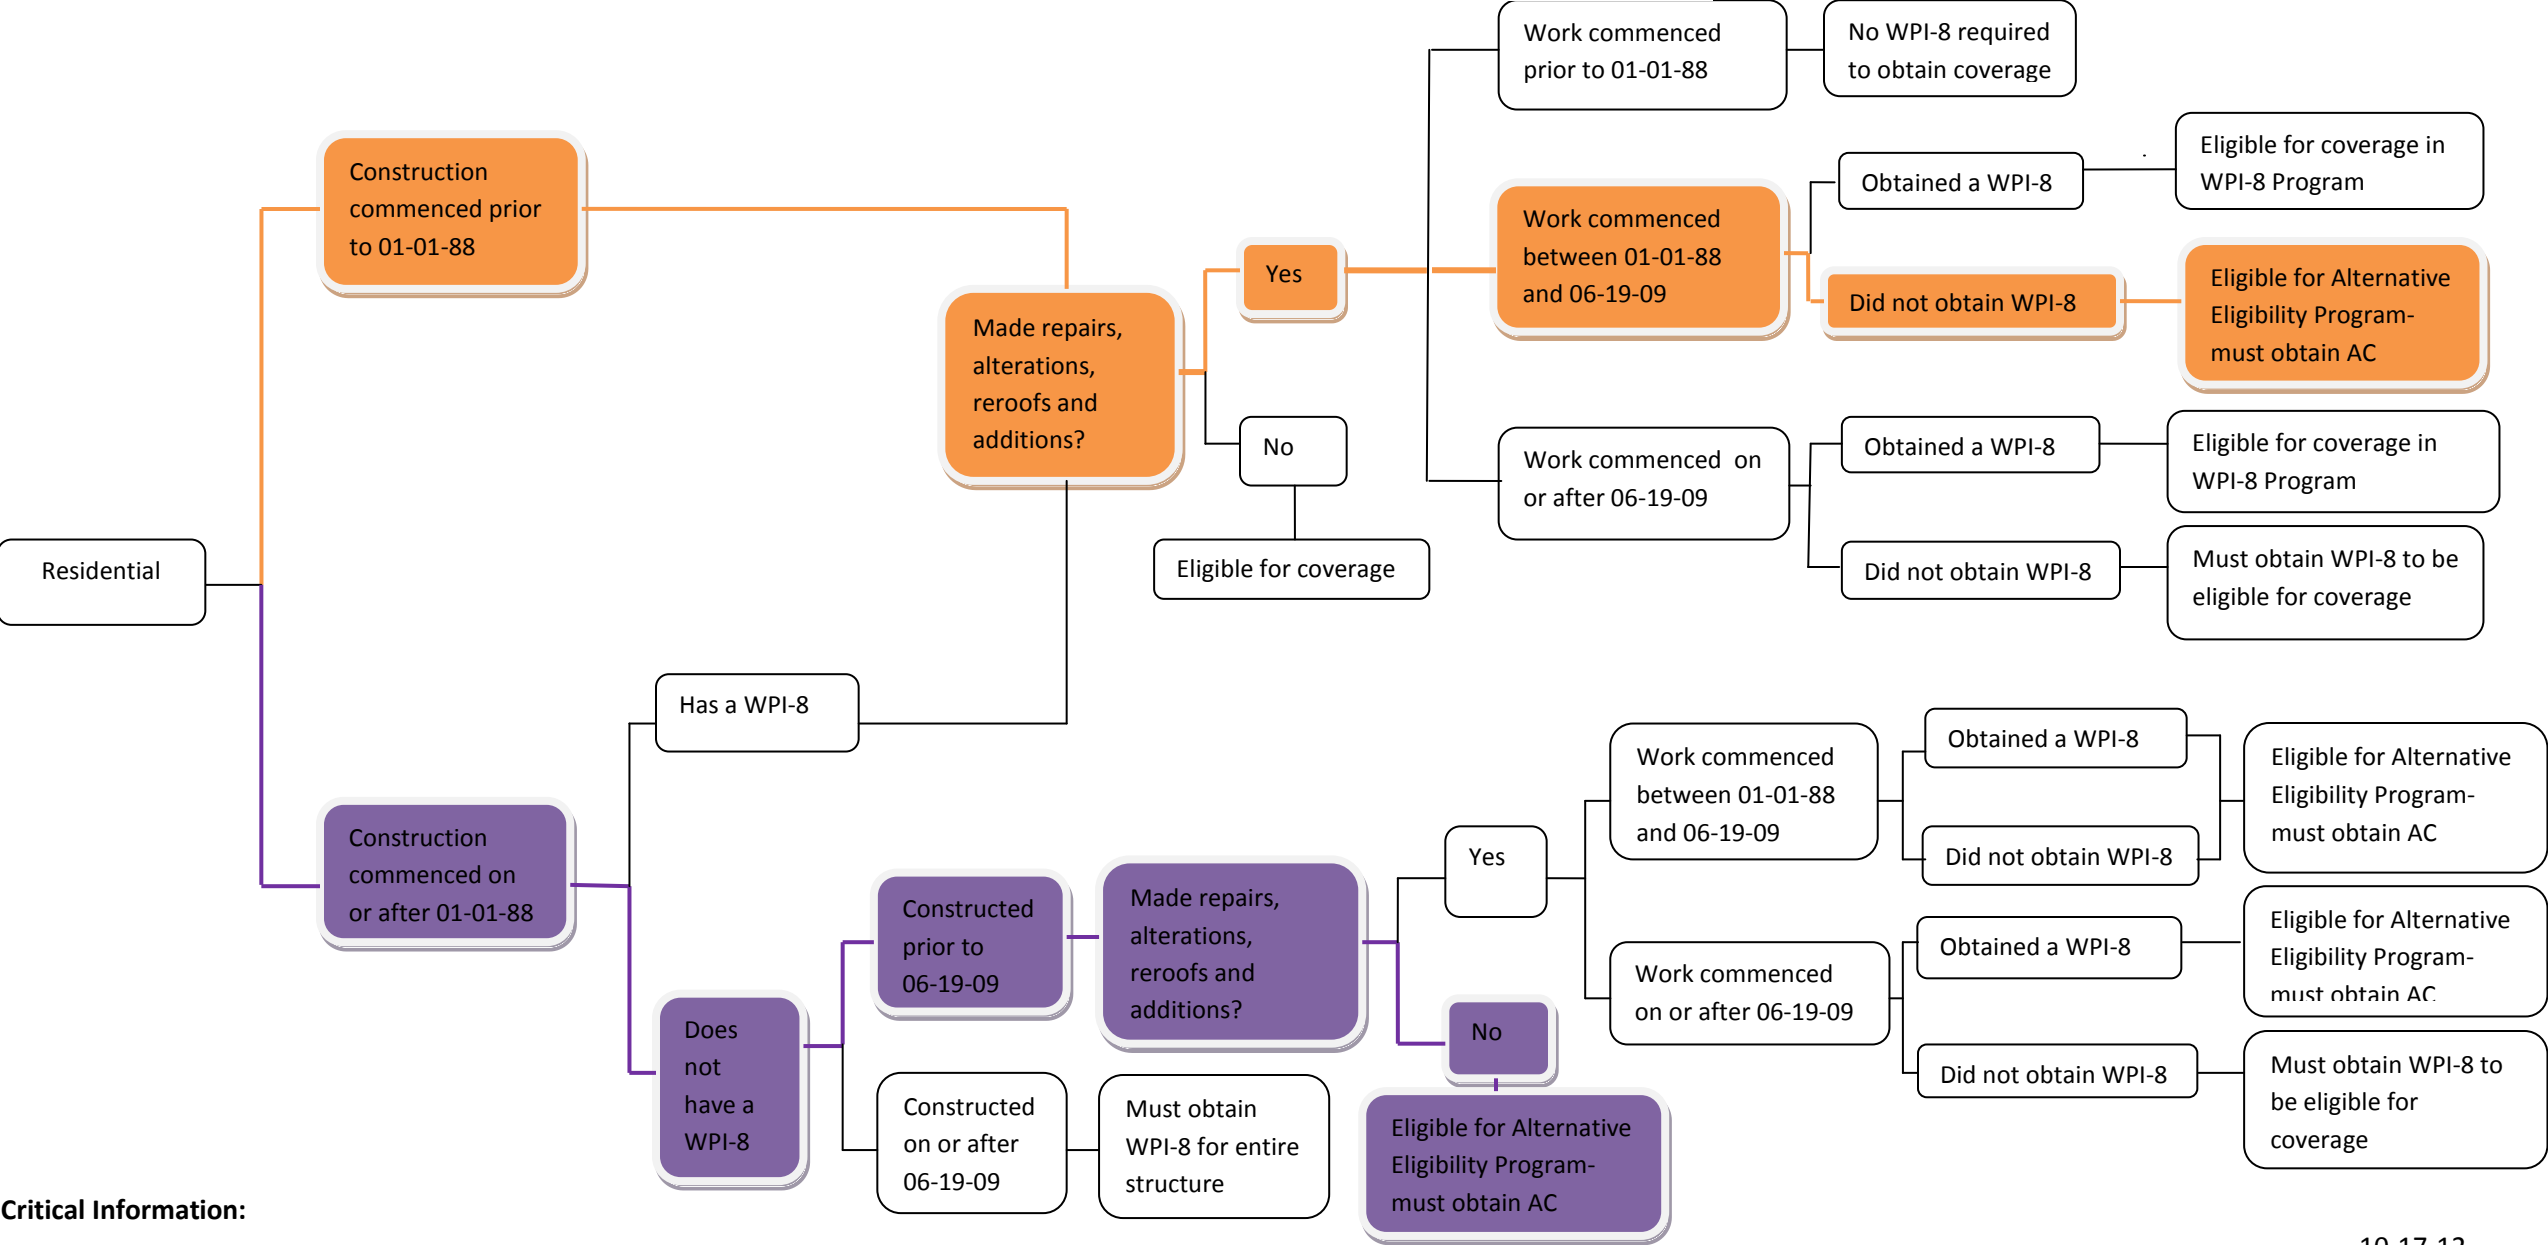 Work commenced
prior to 01-01-88
No WPI-8 required
to obtain coverage
Construction
commenced prior
to 01-01-88
Made repairs,
alterations,
reroofs and
additions?
Yes
No
Eligible for coverage
Work commenced
between 01-01-88
and 06-19-09
Obtained a WPI-8
Eligible for coverage in
WPI-8 Program
Did not obtain WPI-8
Eligible for Alternative
Eligibility Program-
must obtain AC
Work commenced on
or after 06-19-09
Obtained a WPI-8
Eligible for coverage in
WPI-8 Program
Did not obtain WPI-8
Must obtain WPI-8 to be
eligible for coverage
Residential
Construction
commenced on
or after 01-01-88
Has a WPI-8
Does
not
have a
WPI-8
Constructed
prior to
06-19-09
Made repairs,
alterations,
reroofs and
additions?
Constructed
on or after
06-19-09
Must obtain
WPI-8 for entire
structure
Yes
No
Eligible for Alternative
Eligibility Program-
must obtain AC
Work commenced
between 01-01-88
and 06-19-09
Obtained a WPI-8
Did not obtain WPI-8
Eligible for Alternative
Eligibility Program-
must obtain AC
Work commenced
on or after 06-19-09
Obtained a WPI-8
Eligible for Alternative
Eligibility Program-
must obtain AC
Did not obtain WPI-8
Must obtain WPI-8 to
be eligible for
coverage
Critical Information: